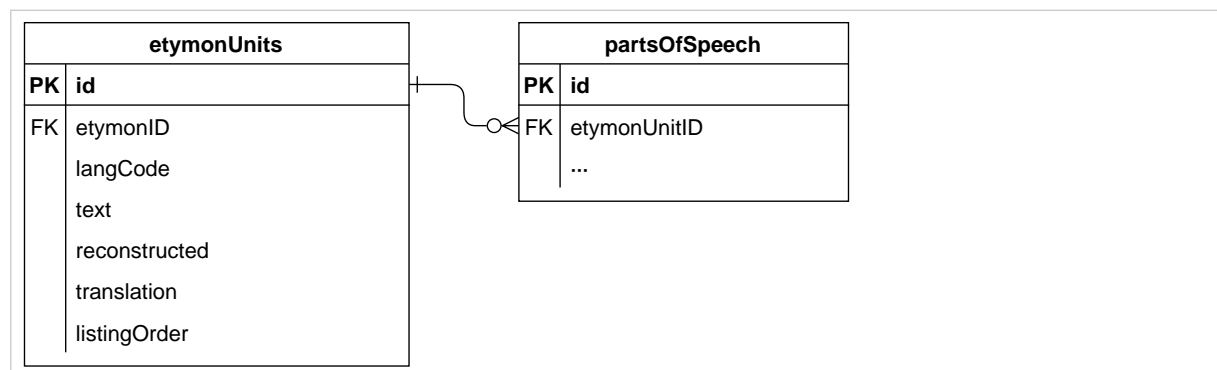 etymonUnits
PK id
FK etymonID
langCode
text
reconstructed
translation
listingOrder
partsOfSpeech
PK id
FK etymonUnitID
...